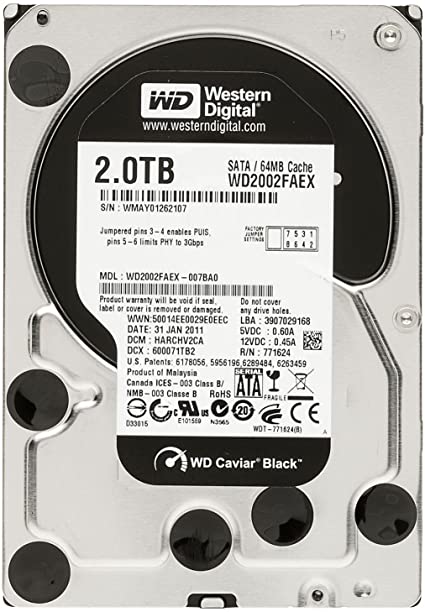 H5
WD Western
Digital®
www.westerndigital.com
2.0TB
SATA / 64MB Cache
WD2002FAEX
S/N : WMAY01262107
Jumpered pins 3-4 enables PUIS,
pins 5-6 limits PHY to 3Gbps
FACTORY
JUMPER
SETTINGS
7 5 3 1
8 6 4 2
MDL : WD2002FAEX-007BA0
Product warranty will be void if seal,
label or cover is removed or damaged.
Do not cover
any drive holes.
WWN: 50014EE0029E0EEC
LBA: 3907029168
DATE: 31 JAN 2011
5VDC : 0.60A
DCM : HARCHV2CA
12VDC : 0.45A
DCX : 600071TB2
R/N : 771624
U.S. Patents: 6178056, 5956196, 6289484, 6263459
Product of Malaysia
Canada ICES-003 Class B/
NMB-003 Classe B
RoHS
SERIAL
ATA
FRAGILE
D33015
E101559
N3565
20
WDT-771624(B)
A
WD Caviar® Black™